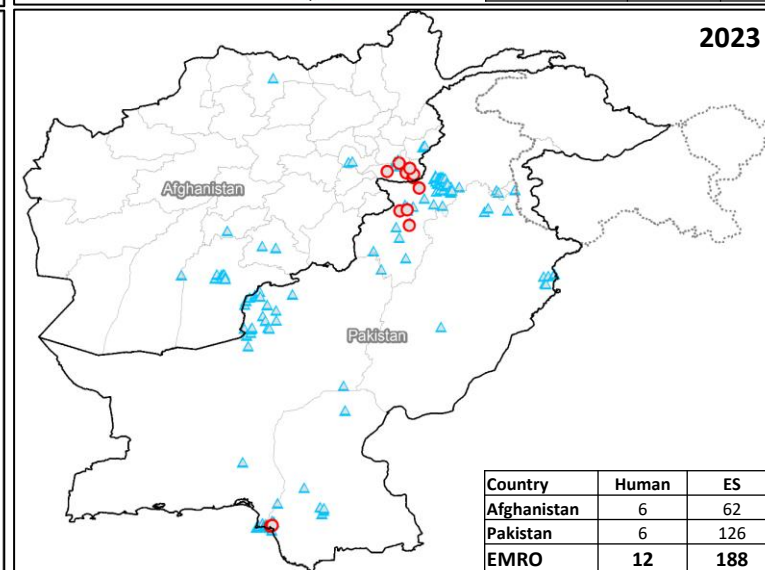 2023
Afghanistan
Pakistan
Country Human ES
Afghanistan 6 62
Pakistan 6 126
EMRO 12 188